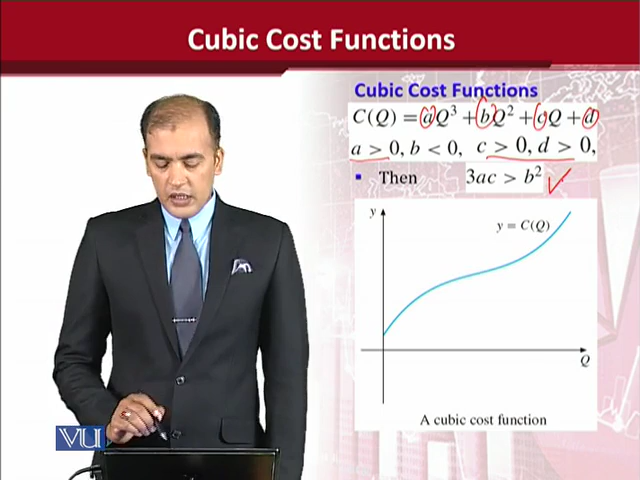 Cubic Cost Functions
Cubic Cost Functions
C(Q) = aQ³ + bQ² + cQ + d
a > 0, b < 0, c > 0, d > 0,
▪ Then 3ac > b²
y
y = C(Q)
Q
A cubic cost function
VU